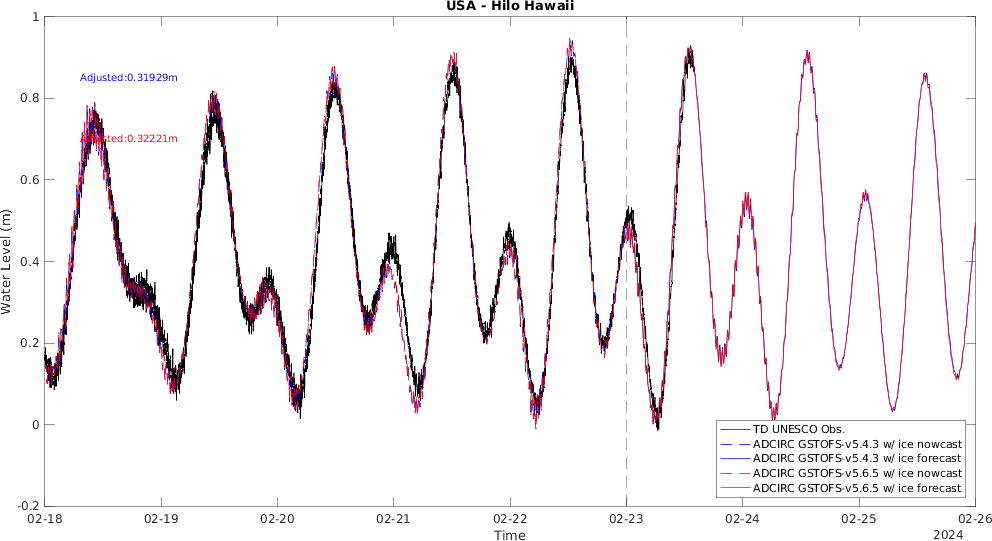 USA - Hilo Hawaii
1
0.8
0.6
0.4
0.2
0
-0.2
Water Level (m)
Adjusted:0.31929m
Adjusted:0.32221m
TD UNESCO Obs.
ADCIRC GSTOFS-v5.4.3 w/ ice nowcast
ADCIRC GSTOFS-v5.4.3 w/ ice forecast
ADCIRC GSTOFS-v5.6.5 w/ ice nowcast
ADCIRC GSTOFS-v5.6.5 w/ ice forecast
02-18 02-19 02-20 02-21 02-22 02-23 02-24 02-25 02-26
Time
2024